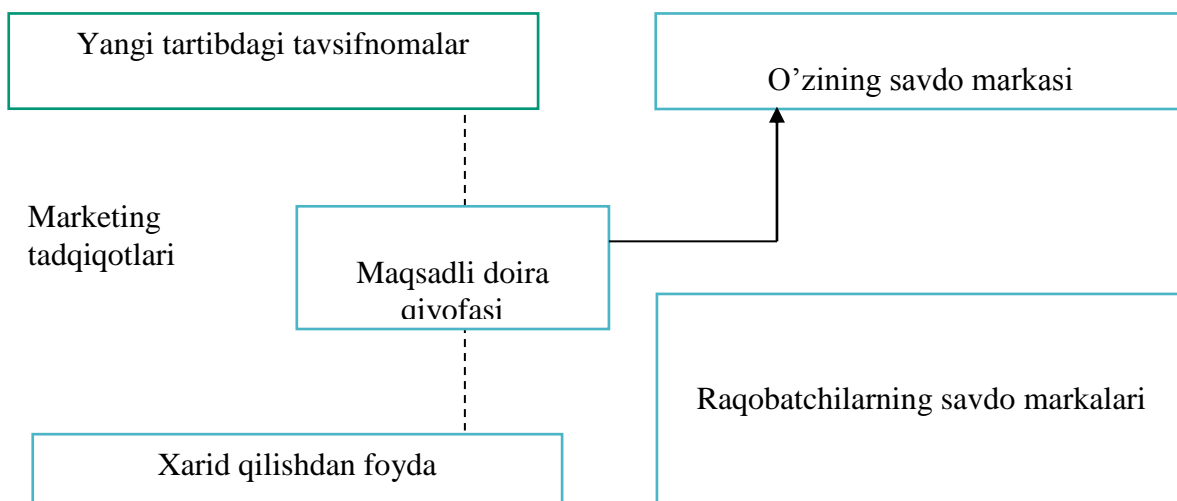 Yangi tartibdagi tavsifnomalar
O’zining savdo markasi
Marketing
tadqiqotlari
Maqsadli doira
qiyofasi
Raqobatchilarning savdo markalari
Xarid qilishdan foyda